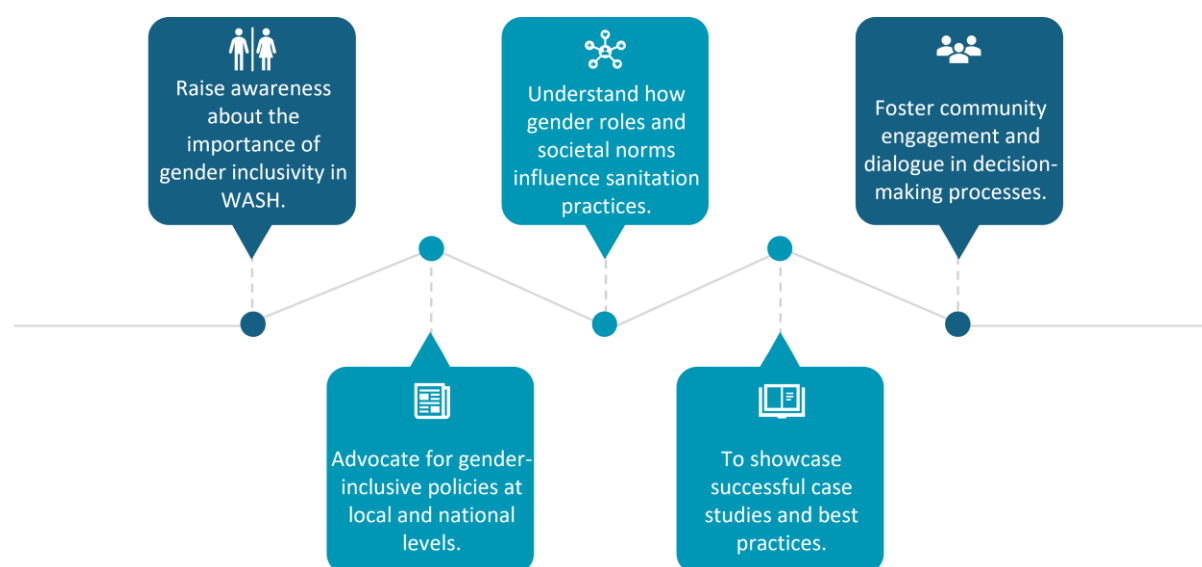 Raise awareness
about the
importance of
gender inclusivity in
WASH.
Advocate for gender-
inclusive policies at
local and national
levels.
Understand how
gender roles and
societal norms
influence sanitation
practices.
To showcase
successful case
studies and best
practices.
Foster community
engagement and
dialogue in decision-
making processes.